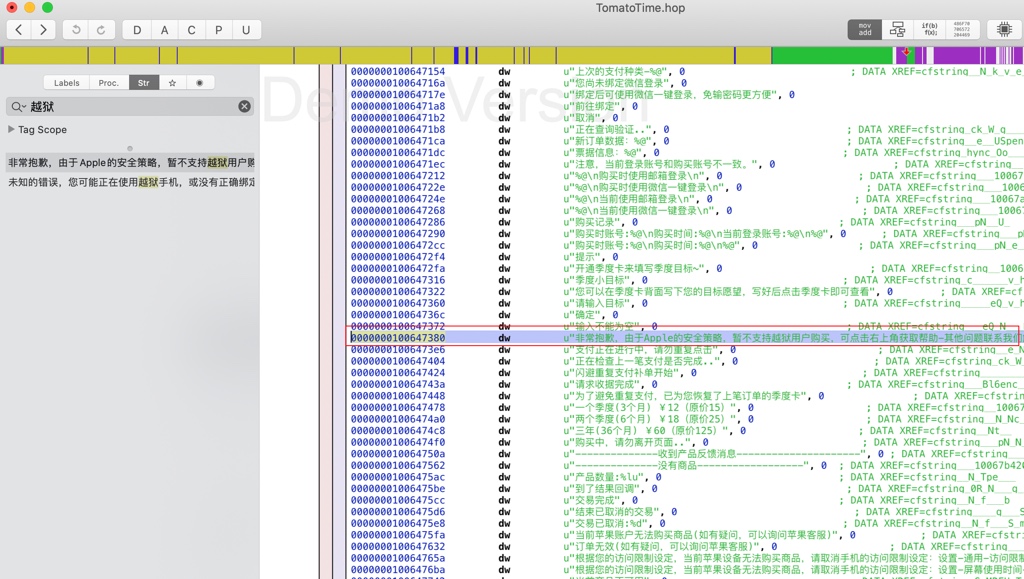 TomatoTime.hop
D A C P U
mov add
if(b) f(x);
Labels Proc. Str
越狱
Tag Scope
非常抱歉，由于Apple的安全策略，暂不支持越狱用户购
未知的错误，您可能正在使用越狱手机，或没有正确绑定
0000000100647154 dw u"上次的支付种类-%@", 0 ; DATA XREF=cfstring__N_k_v_e_
000000010064716a dw u"您尚未绑定微信登录", 0
000000010064717e dw u"绑定后可使用微信一键登录，免输密码更方便", 0
00000001006471a8 dw u"前往绑定", 0
00000001006471b2 dw u"取消", 0
00000001006471b8 dw u"正在查询验证..", 0 ; DATA XREF=cfstring_ck_W_q
00000001006471ca dw u"新订单数据: %@", 0 ; DATA XREF=cfstring__e__USpen
00000001006471dc dw u"票据信息: %@", 0 ; DATA XREF=cfstring_hync_Oo
00000001006471ec dw u"注意，当前登录账号和购买账号不一致。", 0 ; DATA XREF=cfstring
0000000100647212 dw u"%@\n购买时使用邮箱登录\n", 0 ; DATA XREF=cfstring__10067
000000010064722e dw u"%@\n购买时使用微信一键登录\n", 0 ; DATA XREF=cfstring__1006
000000010064724e dw u"%@\n当前使用邮箱登录\n", 0 ; DATA XREF=cfstring__10067a
0000000100647268 dw u"%@\n当前使用微信一键登录\n", 0 ; DATA XREF=cfstring__10067
0000000100647286 dw u"购买记录", 0 ; DATA XREF=cfstring__pN__U_
0000000100647290 dw u"购买时账号:%@\n购买时间:%@\n当前登录账号:%@\n%@", 0 ; DATA XREF=cfstring__p
00000001006472cc dw u"购买时账号:%@\n购买时间:%@\n%@", 0 ; DATA XREF=cfstring__pN_e_
00000001006472f4 dw u"提示", 0
00000001006472fa dw u"开通季度卡来填写季度目标~", 0 ; DATA XREF=cfstring__1006
0000000100647316 dw u"季度小目标", 0 ; DATA XREF=cfstring_c______v_h
0000000100647322 dw u"您可以在季度卡背面写下您的目标愿望，写好后点击季度卡即可查看", 0 ; DATA XREF=cf
0000000100647360 dw u"请输入目标", 0 ; DATA XREF=cfstring______eQ_v_h
000000010064736c dw u"确定", 0
0000000100647372 dw u"输入不能为空", 0 ; DATA XREF=cfstring____eQ_N
0000000100647380 dw u"非常抱歉，由于Apple的安全策略，暂不支持越狱用户购买，可点击右上角获取帮助-其他问题联系我们
00000001006473e6 dw u"支付正在进行中，请勿重复点击", 0 ; DATA XREF=cfstring__e_N
0000000100647404 dw u"正在检查上一笔支付是否完成..", 0 ; DATA XREF=cfstring_ck_W
0000000100647424 dw u"闪避重复支付补单开始", 0 ; DATA XREF=cfstring
000000010064743a dw u"请求收据完成", 0 ; DATA XREF=cfstring__Bl6enc_
0000000100647448 dw u"为了避免重复支付，已为您恢复了上笔订单的季度卡", 0 ; DATA XREF=cfstring
0000000100647478 dw u"一个季度(3个月) ￥12（原价15）", 0 ; DATA XREF=cfstring__1006
00000001006474a0 dw u"两个季度(6个月) ￥18（原价25）", 0 ; DATA XREF=cfstring_N_Nc_
00000001006474c8 dw u"三年(36个月) ￥60（原价125）", 0 ; DATA XREF=cfstring__Nt__
00000001006474f0 dw u"购买中，请勿离开页面..", 0 ; DATA XREF=cfstring__pN_N
000000010064750a dw u"--------------收到产品反馈消息---------------------", 0 ; DATA XREF
0000000100647562 dw u"--------------没有商品------------------", 0 ; DATA XREF=cfstring__10067b420
00000001006475ac dw u"产品数量:%lu", 0 ; DATA XREF=cfstring__N_Tpe___
00000001006475be dw u"到了结果回调", 0 ; DATA XREF=cfstring_0R_N___g_
00000001006475cc dw u"交易完成", 0 ; DATA XREF=cfstring__N_f___b
00000001006475d6 dw u"结束已取消的交易", 0 ; DATA XREF=cfstring____g__S
00000001006475e8 dw u"交易已取消:%d", 0 ; DATA XREF=cfstring__N_f___S_m
00000001006475fa dw u"当前苹果账户无法购买商品(如有疑问，可以询问苹果客服)", 0 ; DATA XREF=cfstring
0000000100647632 dw u"订单无效(如有疑问，可以询问苹果客服)", 0 ; DATA XREF=cfstring
000000010064765a dw u"根据您的访问限制设定，当前苹果设备无法购买商品，请取消手机的访问限制设定：设置-通用-访问限制
00000001006476ba dw u"根据您的访问限制设定，当前苹果设备无法购买商品，请取消手机的访问限制设定：设置-屏幕使用时间-